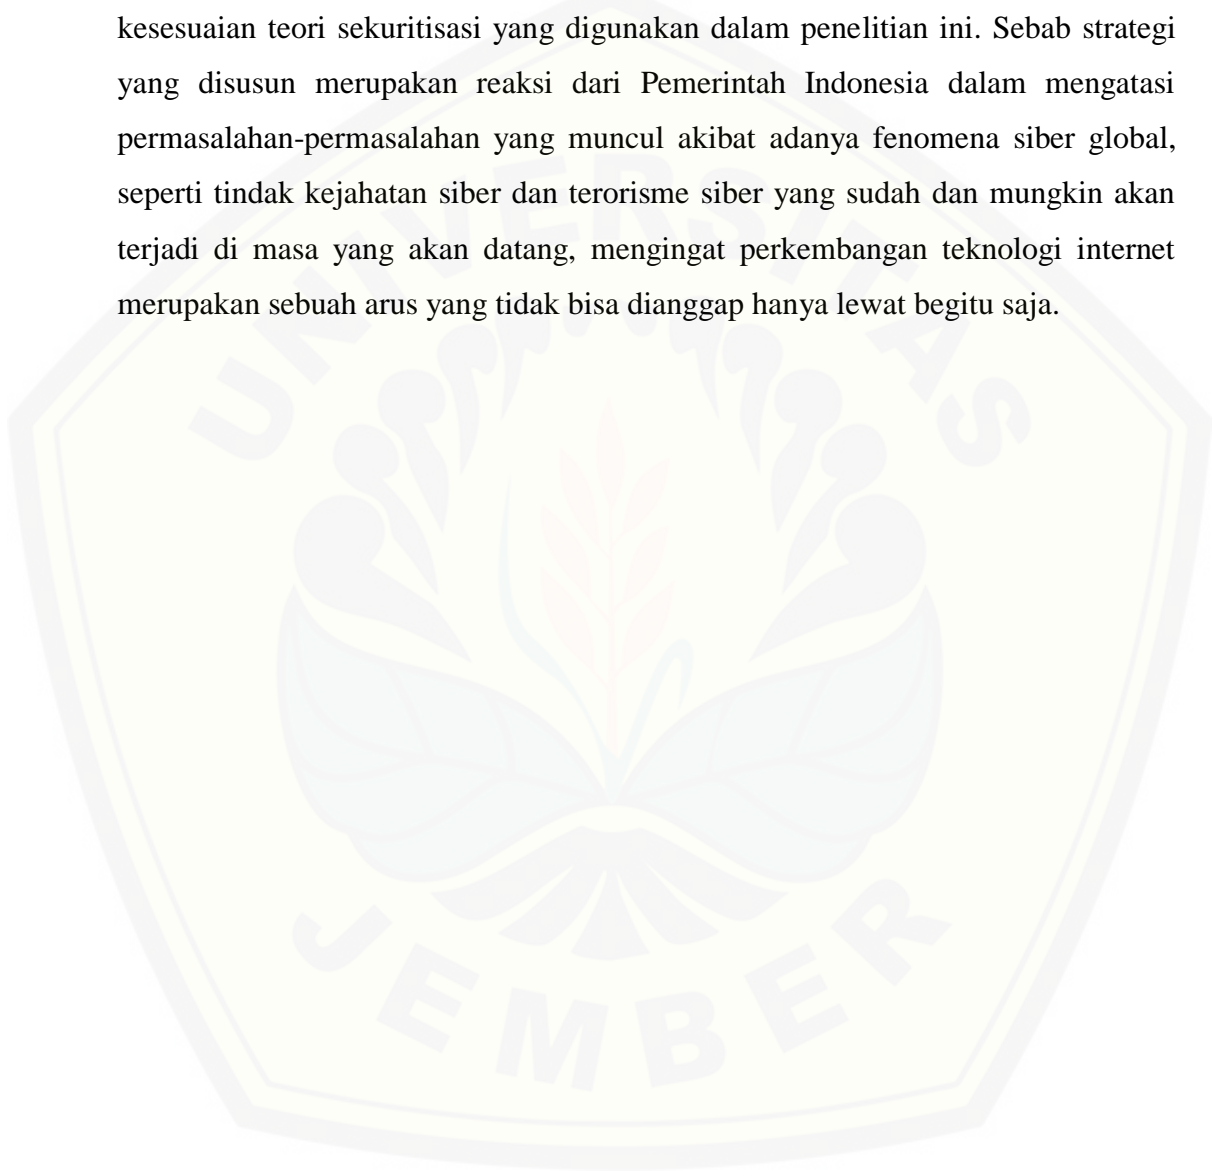 kesesuaian teori sekuritisasi yang digunakan dalam penelitian ini. Sebab strategi
yang disusun merupakan reaksi dari Pemerintah Indonesia dalam mengatasi
permasalahan-permasalahan yang muncul akibat adanya fenomena siber global,
seperti tindak kejahatan siber dan terorisme siber yang sudah dan mungkin akan
terjadi di masa yang akan datang, mengingat perkembangan teknologi internet
merupakan sebuah arus yang tidak bisa dianggap hanya lewat begitu saja.
UNIVERSITAS
JEMBER